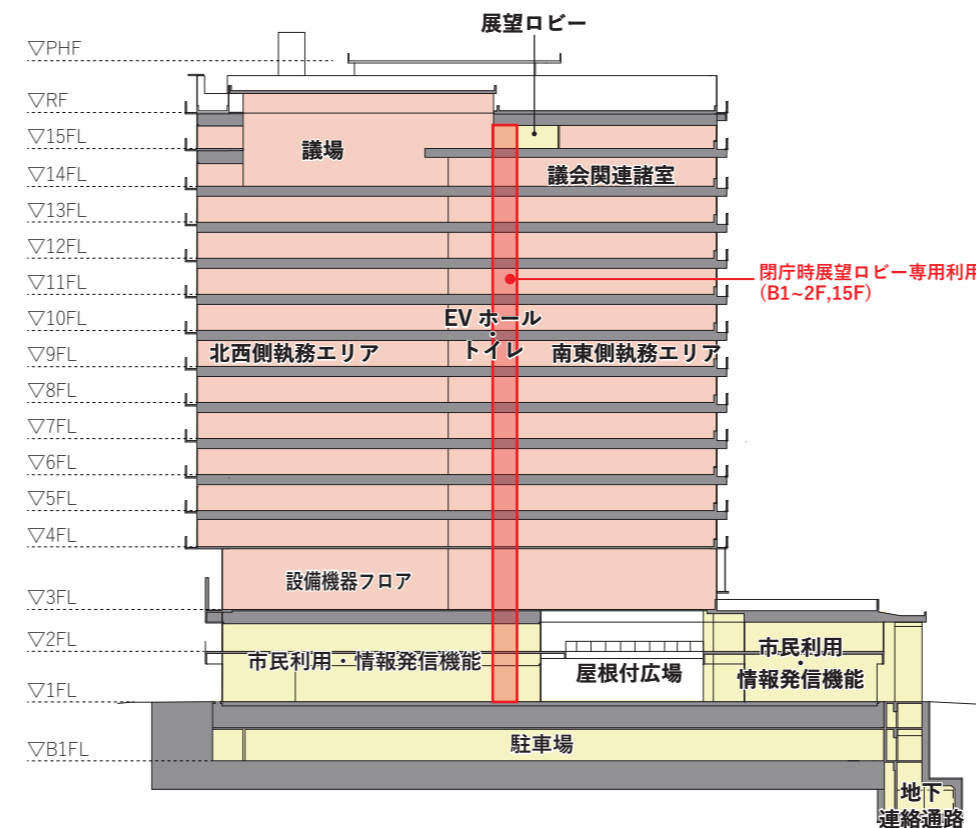 展望ロビー
▽PHF
▽RF
▽15FL
議場
▽14FL
議会関連諸室
▽13FL
▽12FL
▽11FL
閉庁時展望ロビー専用利用
(B1~2F,15F)
▽10FL
EV ホール
・
トイレ
▽9FL
北西側執務エリア
南東側執務エリア
▽8FL
▽7FL
▽6FL
▽5FL
▽4FL
設備機器フロア
▽3FL
▽2FL
市民利用・情報発信機能
屋根付広場
市民利用
・
情報発信機能
▽1FL
▽B1FL
駐車場
地下
連絡通路